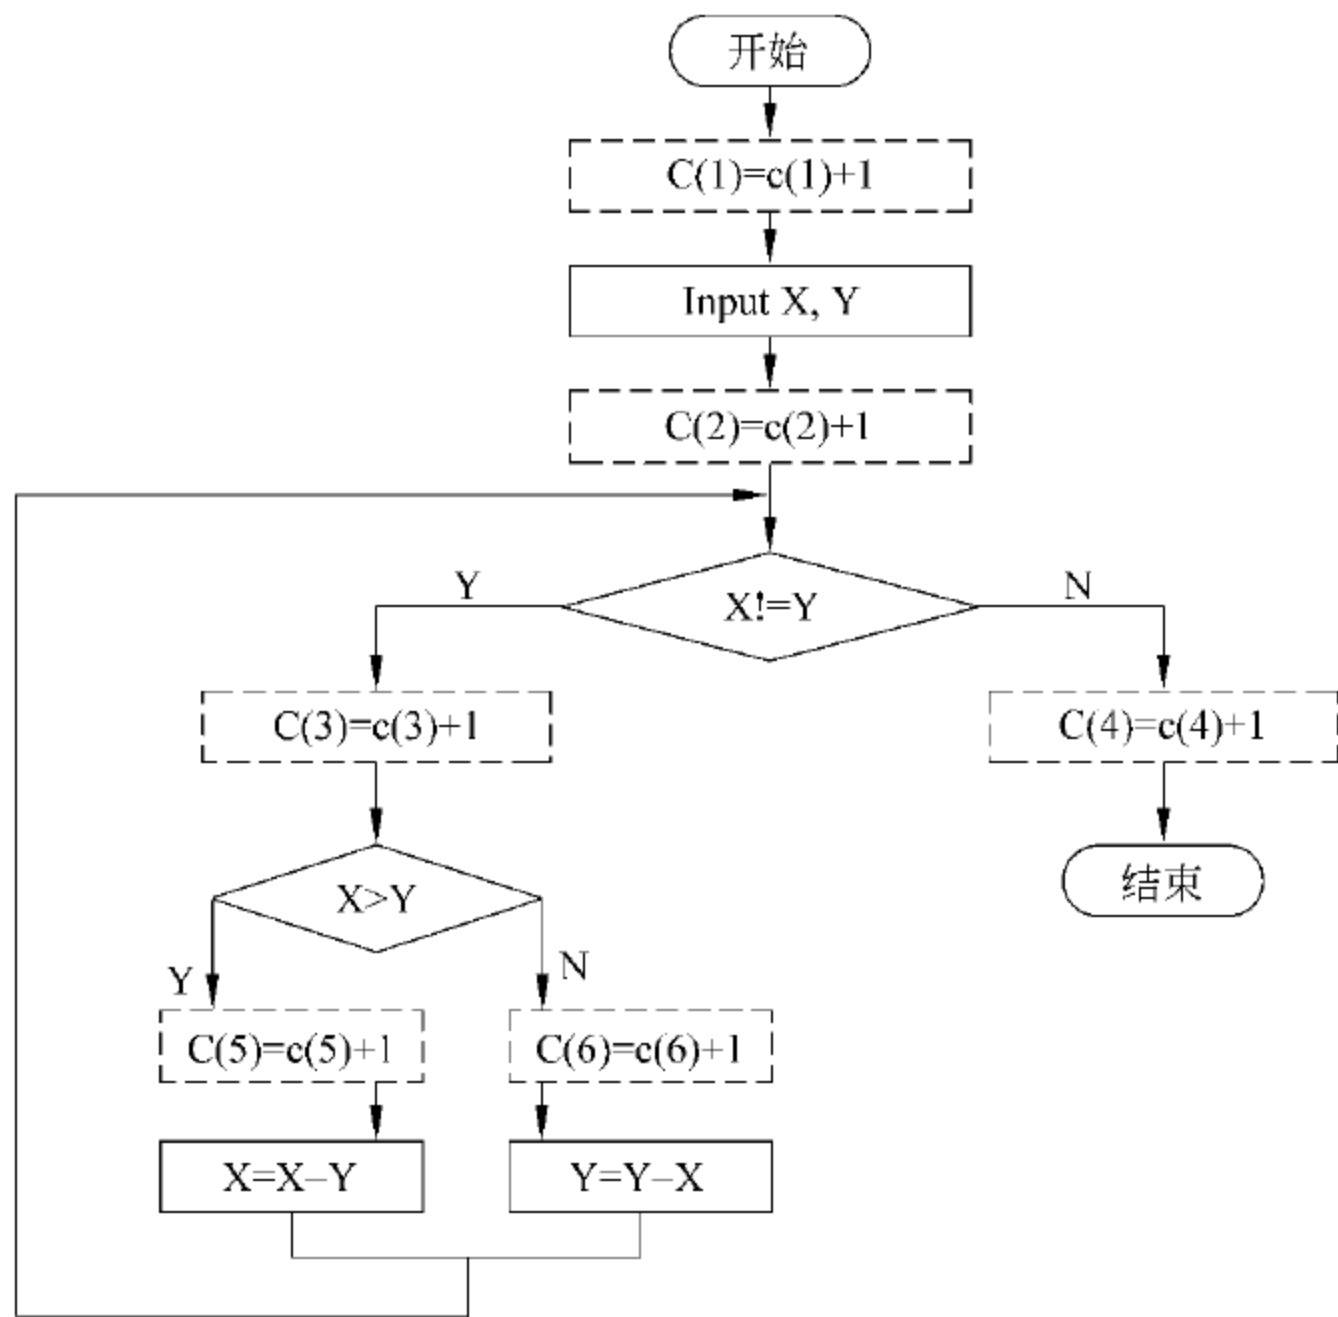 开始
C(1)=c(1)+1
Input X, Y
C(2)=c(2)+1
X!=Y
Y
N
C(3)=c(3)+1
C(4)=c(4)+1
X>Y
结束
Y
N
C(5)=c(5)+1
C(6)=c(6)+1
X=X–Y
Y=Y–X